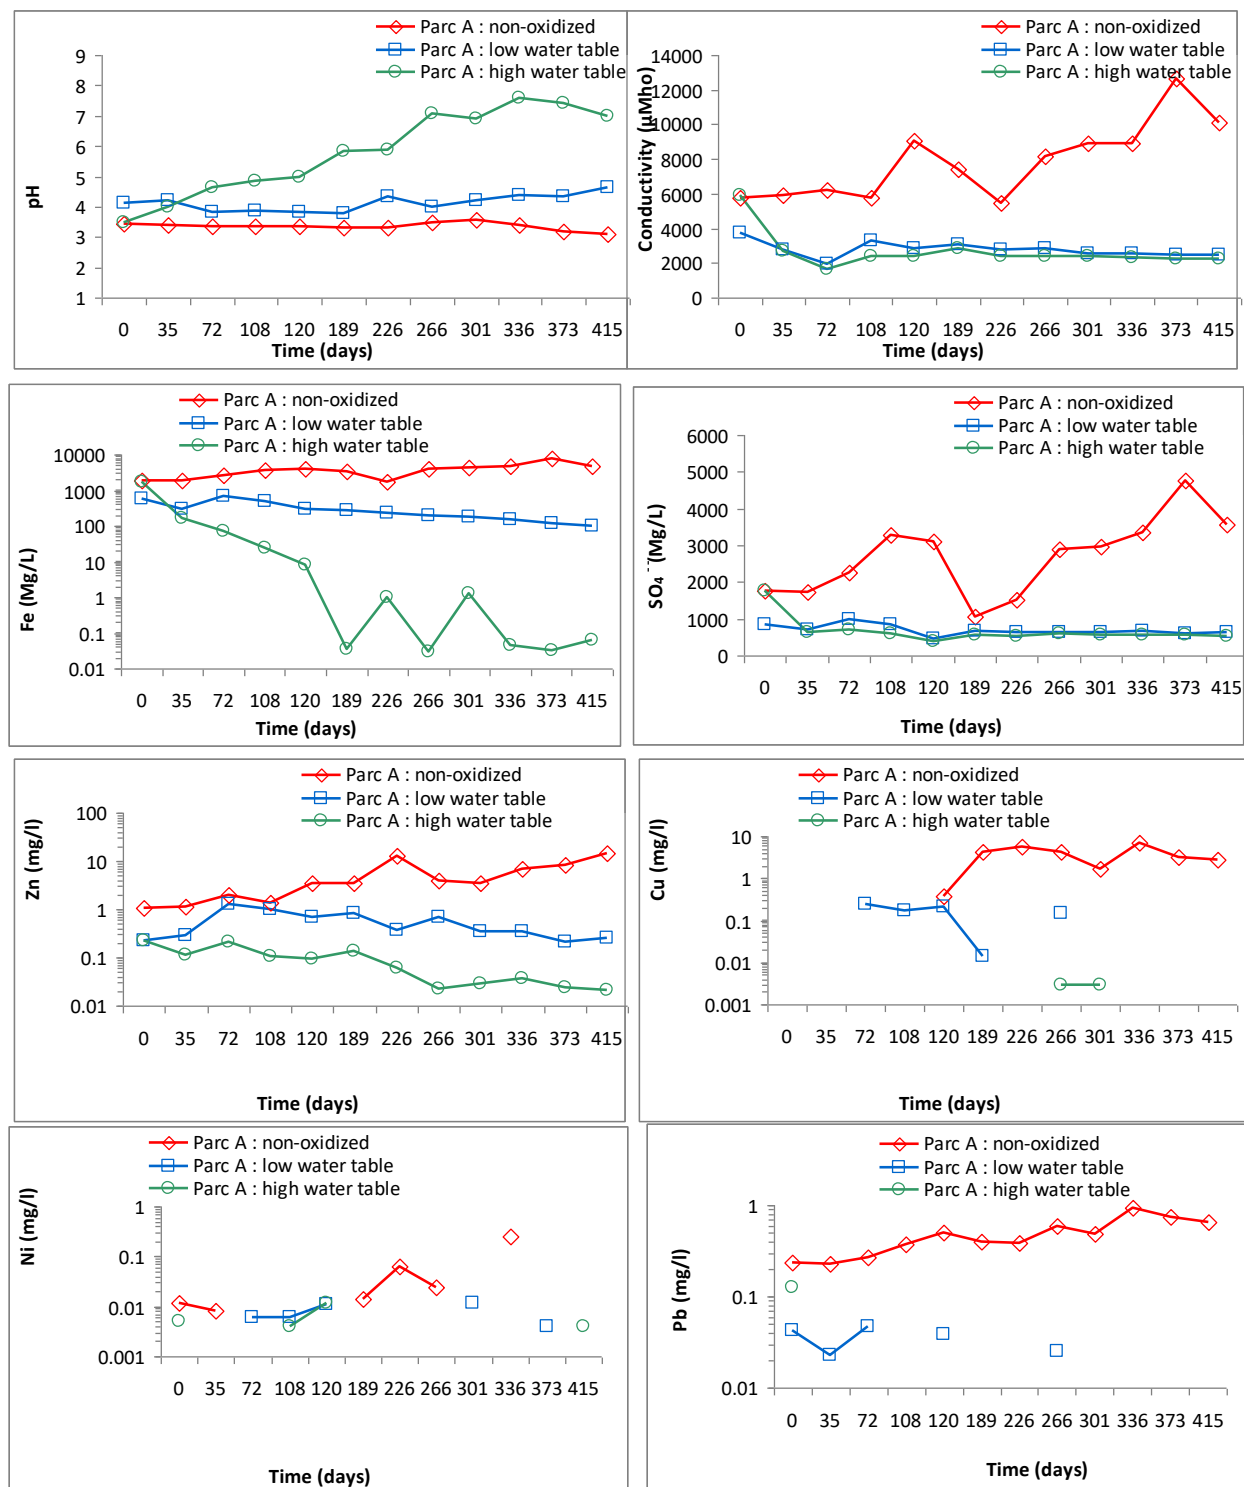 Parc A : non-oxidized
Parc A : low water table
Parc A : high water table
pH
9
8
7
6
5
4
3
2
1
0 35 72 108 120 189 226 266 301 336 373 415
Time (days)
Parc A : non-oxidized
Parc A : low water table
Parc A : high water table
Conductivity (µMho)
14000
12000
10000
8000
6000
4000
2000
0
0 35 72 108 120 189 226 266 301 336 373 415
Time (days)
Parc A : non-oxidized
Parc A : low water table
Parc A : high water table
Fe (Mg/L)
10000
1000
100
10
1
0.1
0.01
0 35 72 108 120 189 226 266 301 336 373 415
Time (days)
Parc A : non-oxidized
Parc A : low water table
Parc A : high water table
SO₄⁻⁻(Mg/L)
6000
5000
4000
3000
2000
1000
0
0 35 72 108 120 189 226 266 301 336 373 415
Time (days)
Parc A : non-oxidized
Parc A : low water table
Parc A : high water table
Zn (mg/l)
100
10
1
0.1
0.01
0 35 72 108 120 189 226 266 301 336 373 415
Time (days)
Parc A : non-oxidized
Parc A : low water table
Parc A : high water table
Cu (mg/l)
10
1
0.1
0.01
0.001
0 35 72 108 120 189 226 266 301 336 373 415
Time (days)
Parc A : non-oxidized
Parc A : low water table
Parc A : high water table
Ni (mg/l)
1
0.1
0.01
0.001
0 35 72 108 120 189 226 266 301 336 373 415
Time (days)
Parc A : non-oxidized
Parc A : low water table
Parc A : high water table
Pb (mg/l)
1
0.1
0.01
0 35 72 108 120 189 226 266 301 336 373 415
Time (days)